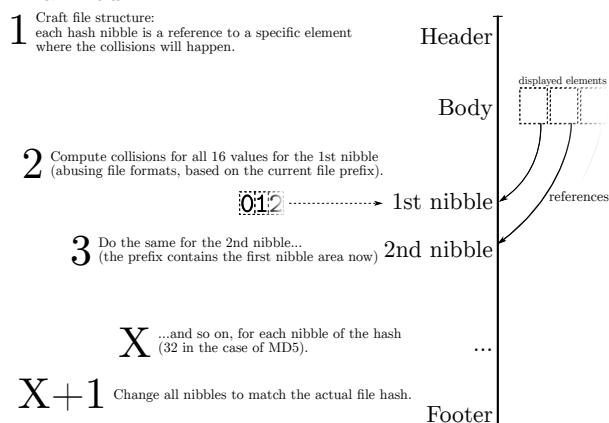 1 Craft file structure:
each hash nibble is a reference to a specific element
where the collisions will happen.
Header
displayed elements
Body
2 Compute collisions for all 16 values for the 1st nibble
(abusing file formats, based on the current file prefix).
012
1st nibble
references
3 Do the same for the 2nd nibble...
(the prefix contains the first nibble area now)
2nd nibble
X ...and so on, for each nibble of the hash
(32 in the case of MD5).
...
X+1 Change all nibbles to match the actual file hash.
Footer